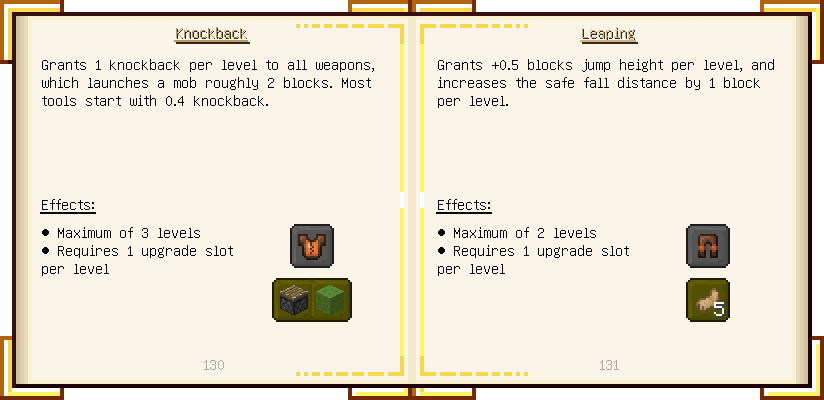 Knockback
Grants 1 knockback per level to all weapons,
which launches a mob roughly 2 blocks. Most
tools start with 0.4 knockback.
Effects:
● Maximum of 3 levels
● Requires 1 upgrade slot
per level
130
Leaping
Grants +0.5 blocks jump height per level, and
increases the safe fall distance by 1 block
per level.
Effects:
● Maximum of 2 levels
● Requires 1 upgrade slot
per level
5
131